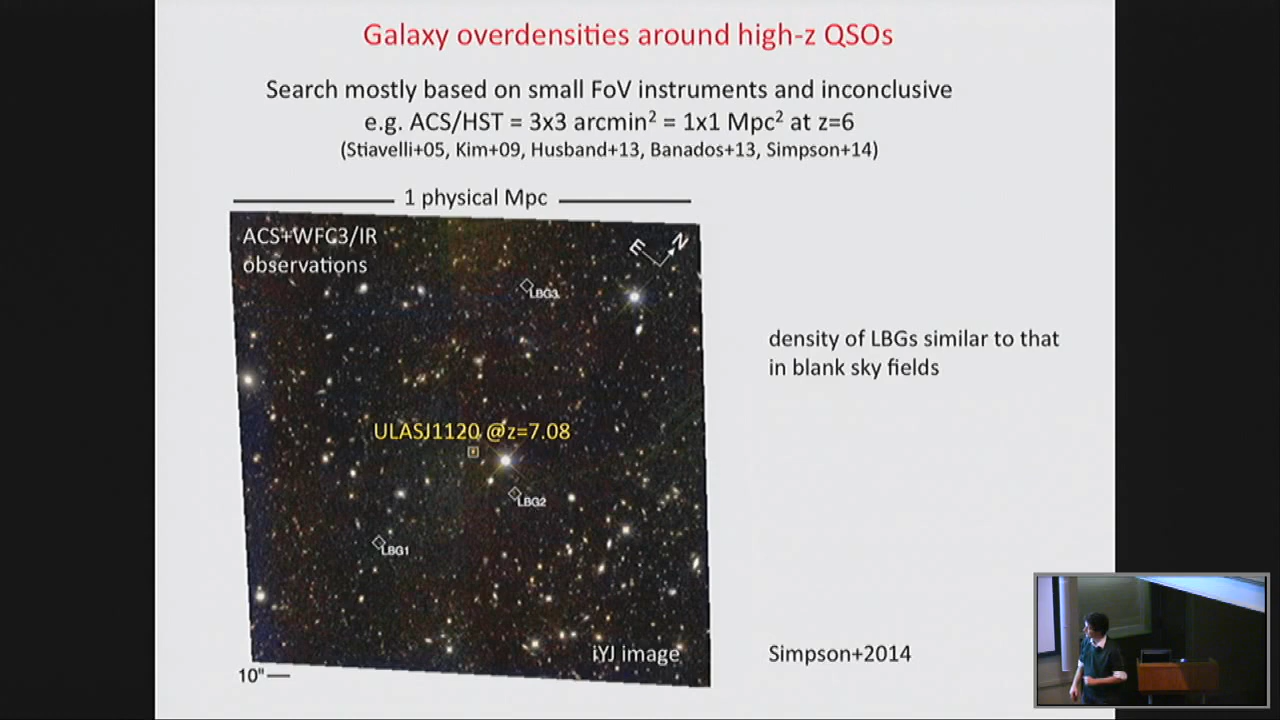 Galaxy overdensities around high-z QSOs
Search mostly based on small FoV instruments and inconclusive
e.g. ACS/HST = 3x3 arcmin² = 1x1 Mpc² at z=6
(Stiavelli+05, Kim+09, Husband+13, Banados+13, Simpson+14)
1 physical Mpc
ACS+WFC3/IR
observations
E N
LBG3
density of LBGs similar to that
in blank sky fields
ULASJ1120 @z=7.08
LBG2
LBG1
iYJ image
Simpson+2014
10"